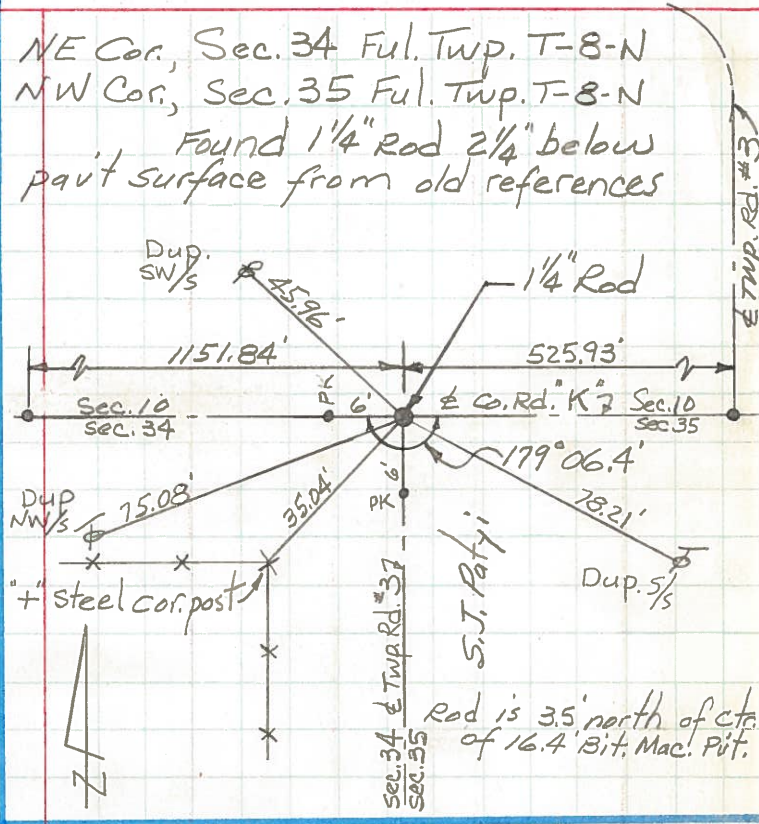 NE Cor., Sec. 34 Ful. Twp. T-8-N
NW Cor., Sec. 35 Ful. Twp. T-8-N
Found 1¼" Rod 2¼" below
pav't surface from old references
℄ Twp. Rd. #37
Dup.
SW/s
45.96'
1¼" Rod
1151.84'
525.93'
Sec. 10
Sec. 34
PK
6'
℄ Co. Rd. "K" 7
Sec. 10
Sec. 35
179° 06.4'
Dup
NW/s
75.08'
35.04'
PK
6'
78.21'
Dup. S/s
"+" steel cor. post
Sec. 34 ℄ Twp. Rd. #37
Sec. 35
S.J. Patyi
Rod is 3.5' north of ctr.
of 16.4' Bit. Mac. Pvt.